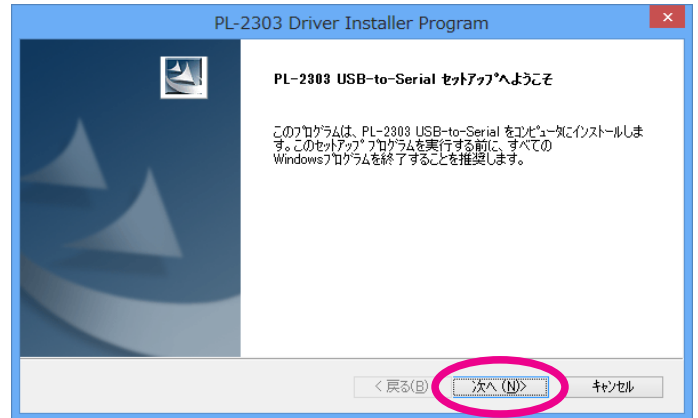 PL-2303 Driver Installer Program
PL-2303 USB-to-Serial ｾｯﾄｱｯﾌﾟへようこそ
このﾌﾟﾛｸﾞﾗﾑは、PL-2303 USB-to-Serial をｺﾝﾋﾟｭｰﾀにｲﾝｽﾄｰﾙしま
す。このｾｯﾄｱｯﾌﾟ ﾌﾟﾛｸﾞﾗﾑを実行する前に、すべての
Windowsﾌﾟﾛｸﾞﾗﾑを終了することを推奨します。
< 戻る(B)
次へ (N)>
ｷｬﾝｾﾙ